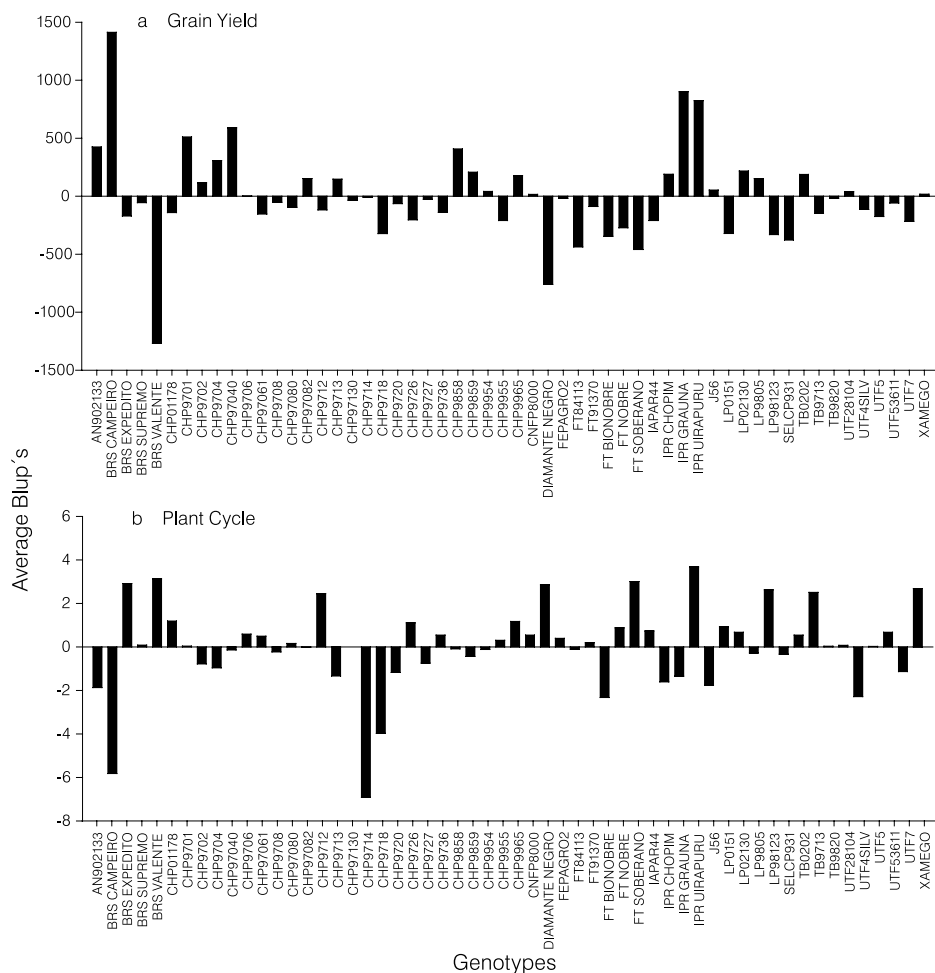 a Grain Yield
1500
1000
500
0
-500
-1000
-1500
AN902133
BRS CAMPEIRO
BRS EXPEDITO
BRS SUPREMO
BRS VALENTE
CHP01178
CHP9701
CHP9702
CHP9704
CHP97040
CHP9706
CHP97061
CHP9708
CHP97080
CHP97082
CHP9712
CHP9713
CHP97130
CHP9714
CHP9718
CHP9720
CHP9726
CHP9727
CHP9736
CHP9858
CHP9859
CHP9954
CHP9955
CHP9965
CNFP8000
DIAMANTE NEGRO
FEPAGRO2
FT84113
FT91370
FT BIONOBRE
FT NOBRE
FT SOBERANO
IAPAR44
IPR CHOPIM
IPR GRAUNA
IPR UIRAPURU
J56
LP0151
LP02130
LP9805
LP98123
SELCP931
TB0202
TB9713
TB9820
UTF28104
UTF4SILV
UTF5
UTF53611
UTF7
XAMEGO
Average Blup´s
b Plant Cycle
6
4
2
0
-2
-4
-6
-8
AN902133
BRS CAMPEIRO
BRS EXPEDITO
BRS SUPREMO
BRS VALENTE
CHP01178
CHP9701
CHP9702
CHP9704
CHP97040
CHP9706
CHP97061
CHP9708
CHP97080
CHP97082
CHP9712
CHP9713
CHP97130
CHP9714
CHP9718
CHP9720
CHP9726
CHP9727
CHP9736
CHP9858
CHP9859
CHP9954
CHP9955
CHP9965
CNFP8000
DIAMANTE NEGRO
FEPAGRO2
FT84113
FT91370
FT BIONOBRE
FT NOBRE
FT SOBERANO
IAPAR44
IPR CHOPIM
IPR GRAUNA
IPR UIRAPURU
J56
LP0151
LP02130
LP9805
LP98123
SELCP931
TB0202
TB9713
TB9820
UTF28104
UTF4SILV
UTF5
UTF53611
UTF7
XAMEGO
Genotypes